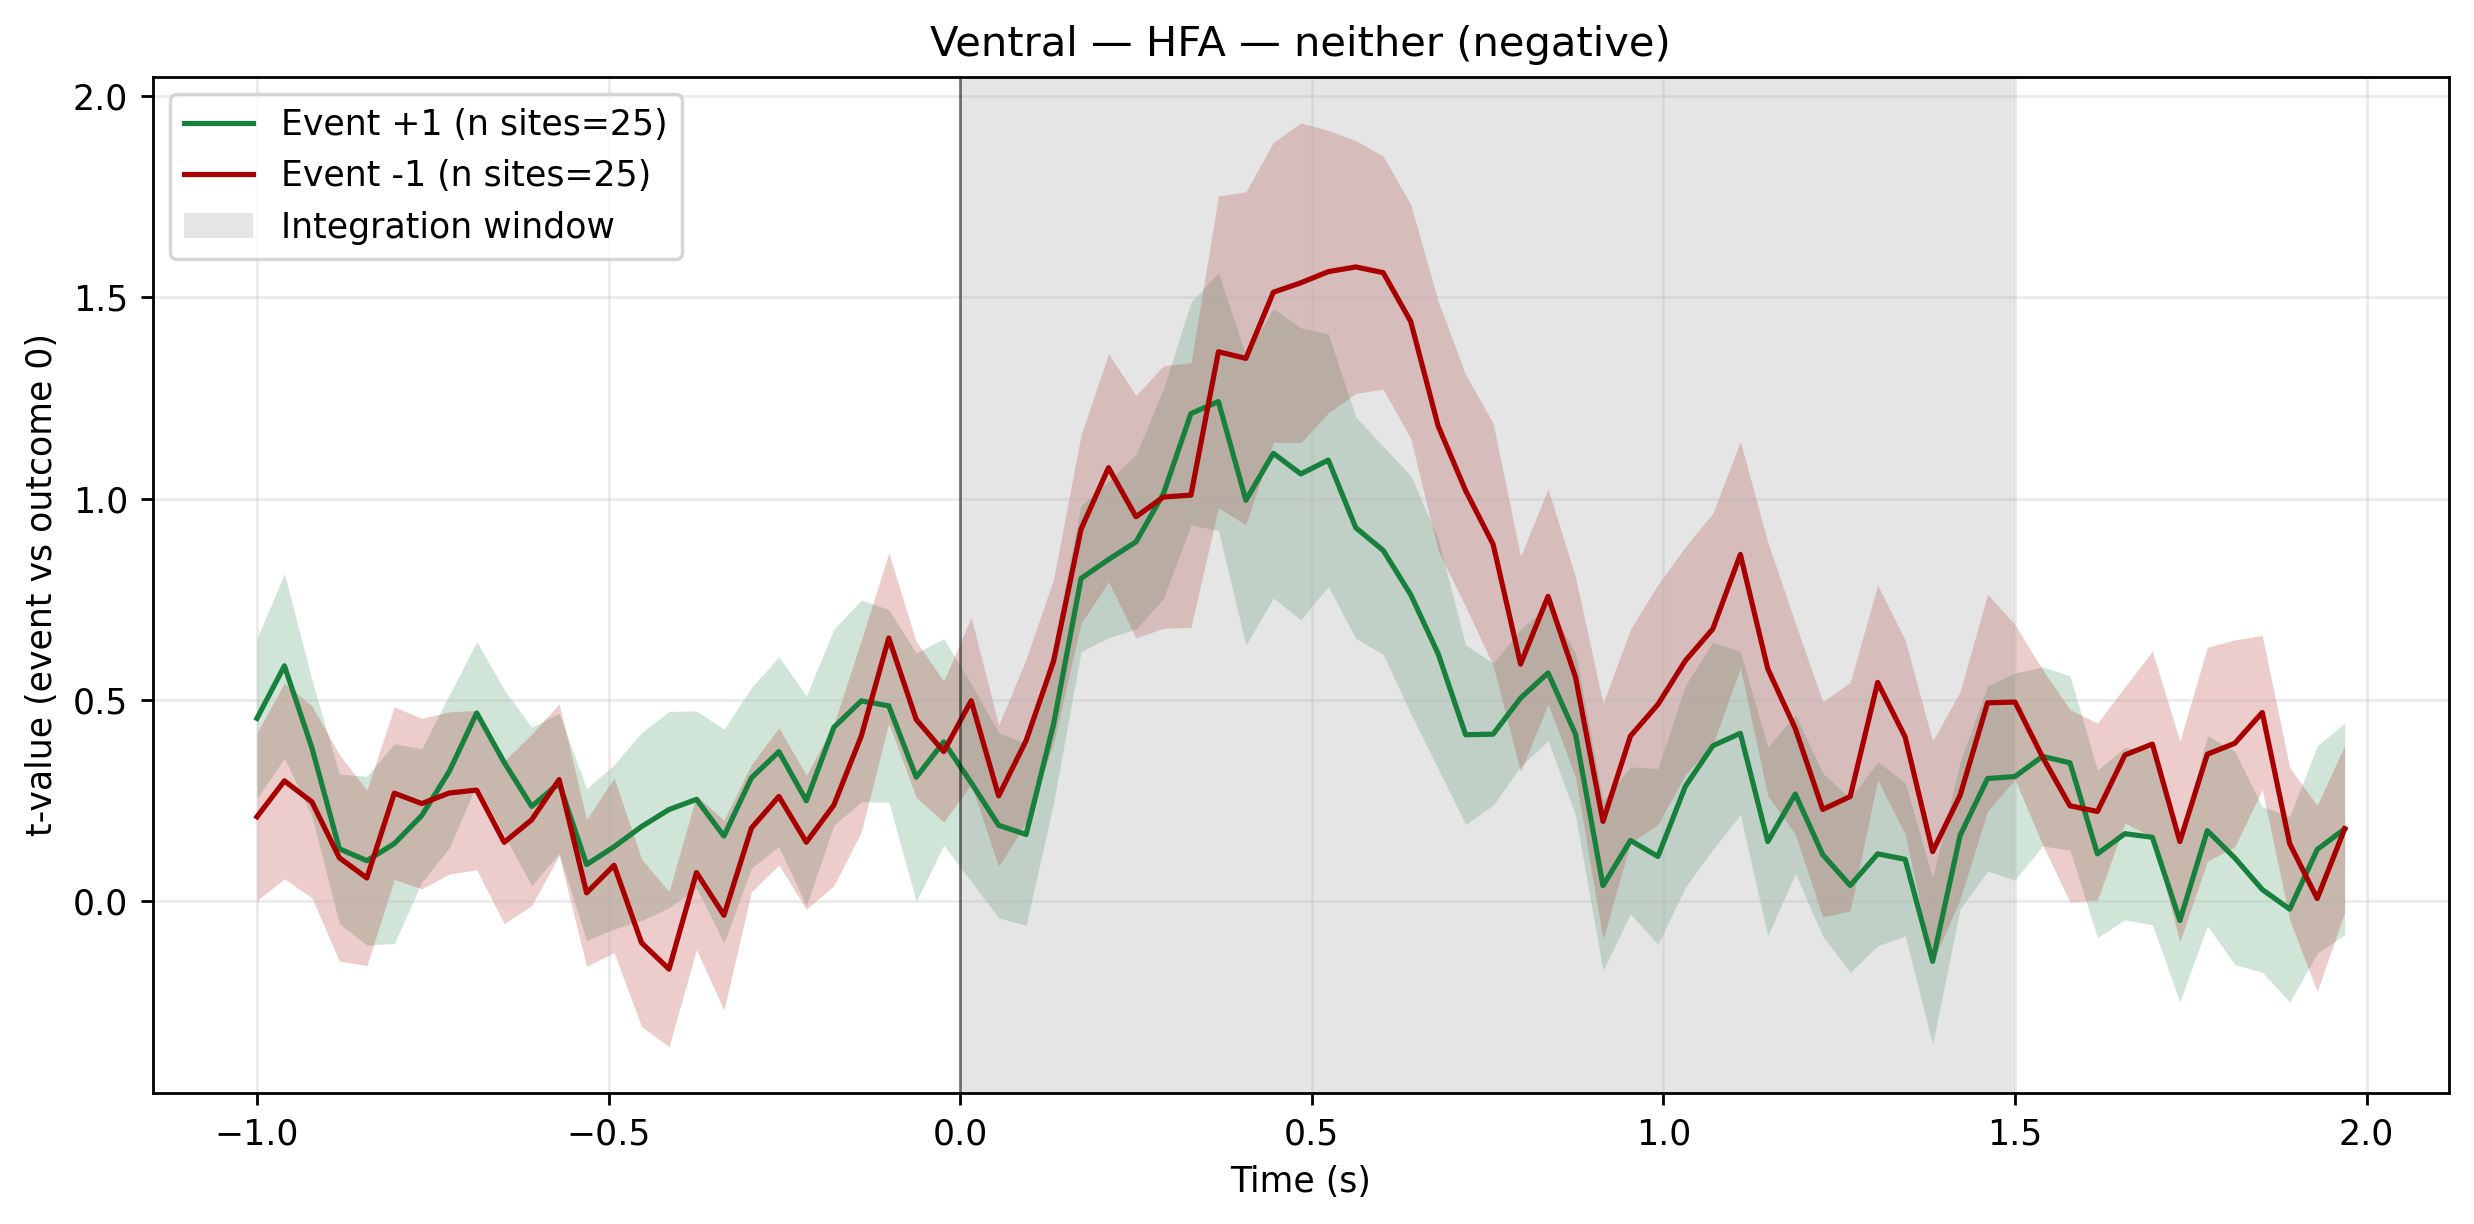 Ventral — HFA — neither (negative)
Event +1 (n sites=25)
Event -1 (n sites=25)
Integration window
t-value (event vs outcome 0)
2.0
1.5
1.0
0.5
0.0
−1.0
−0.5
0.0
0.5
1.0
1.5
2.0
Time (s)